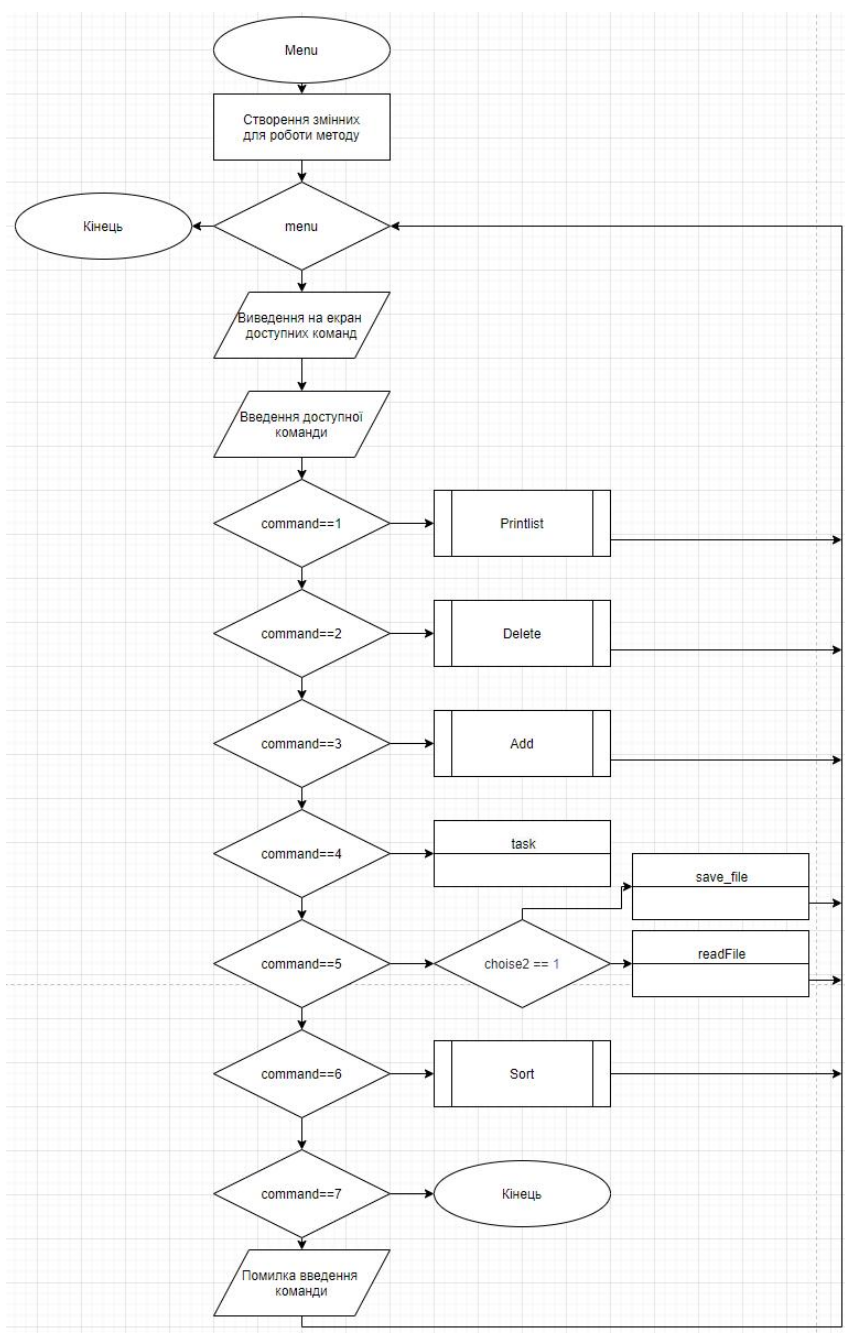 Menu
Створення змінних
для роботи методу
Кінець
menu
Виведення на екран
доступних команд
Введення доступної
команди
command==1
Printlist
command==2
Delete
command==3
Add
command==4
task
save_file
command==5
choise2 == 1
readFile
command==6
Sort
command==7
Кінець
Помилка введення
команди